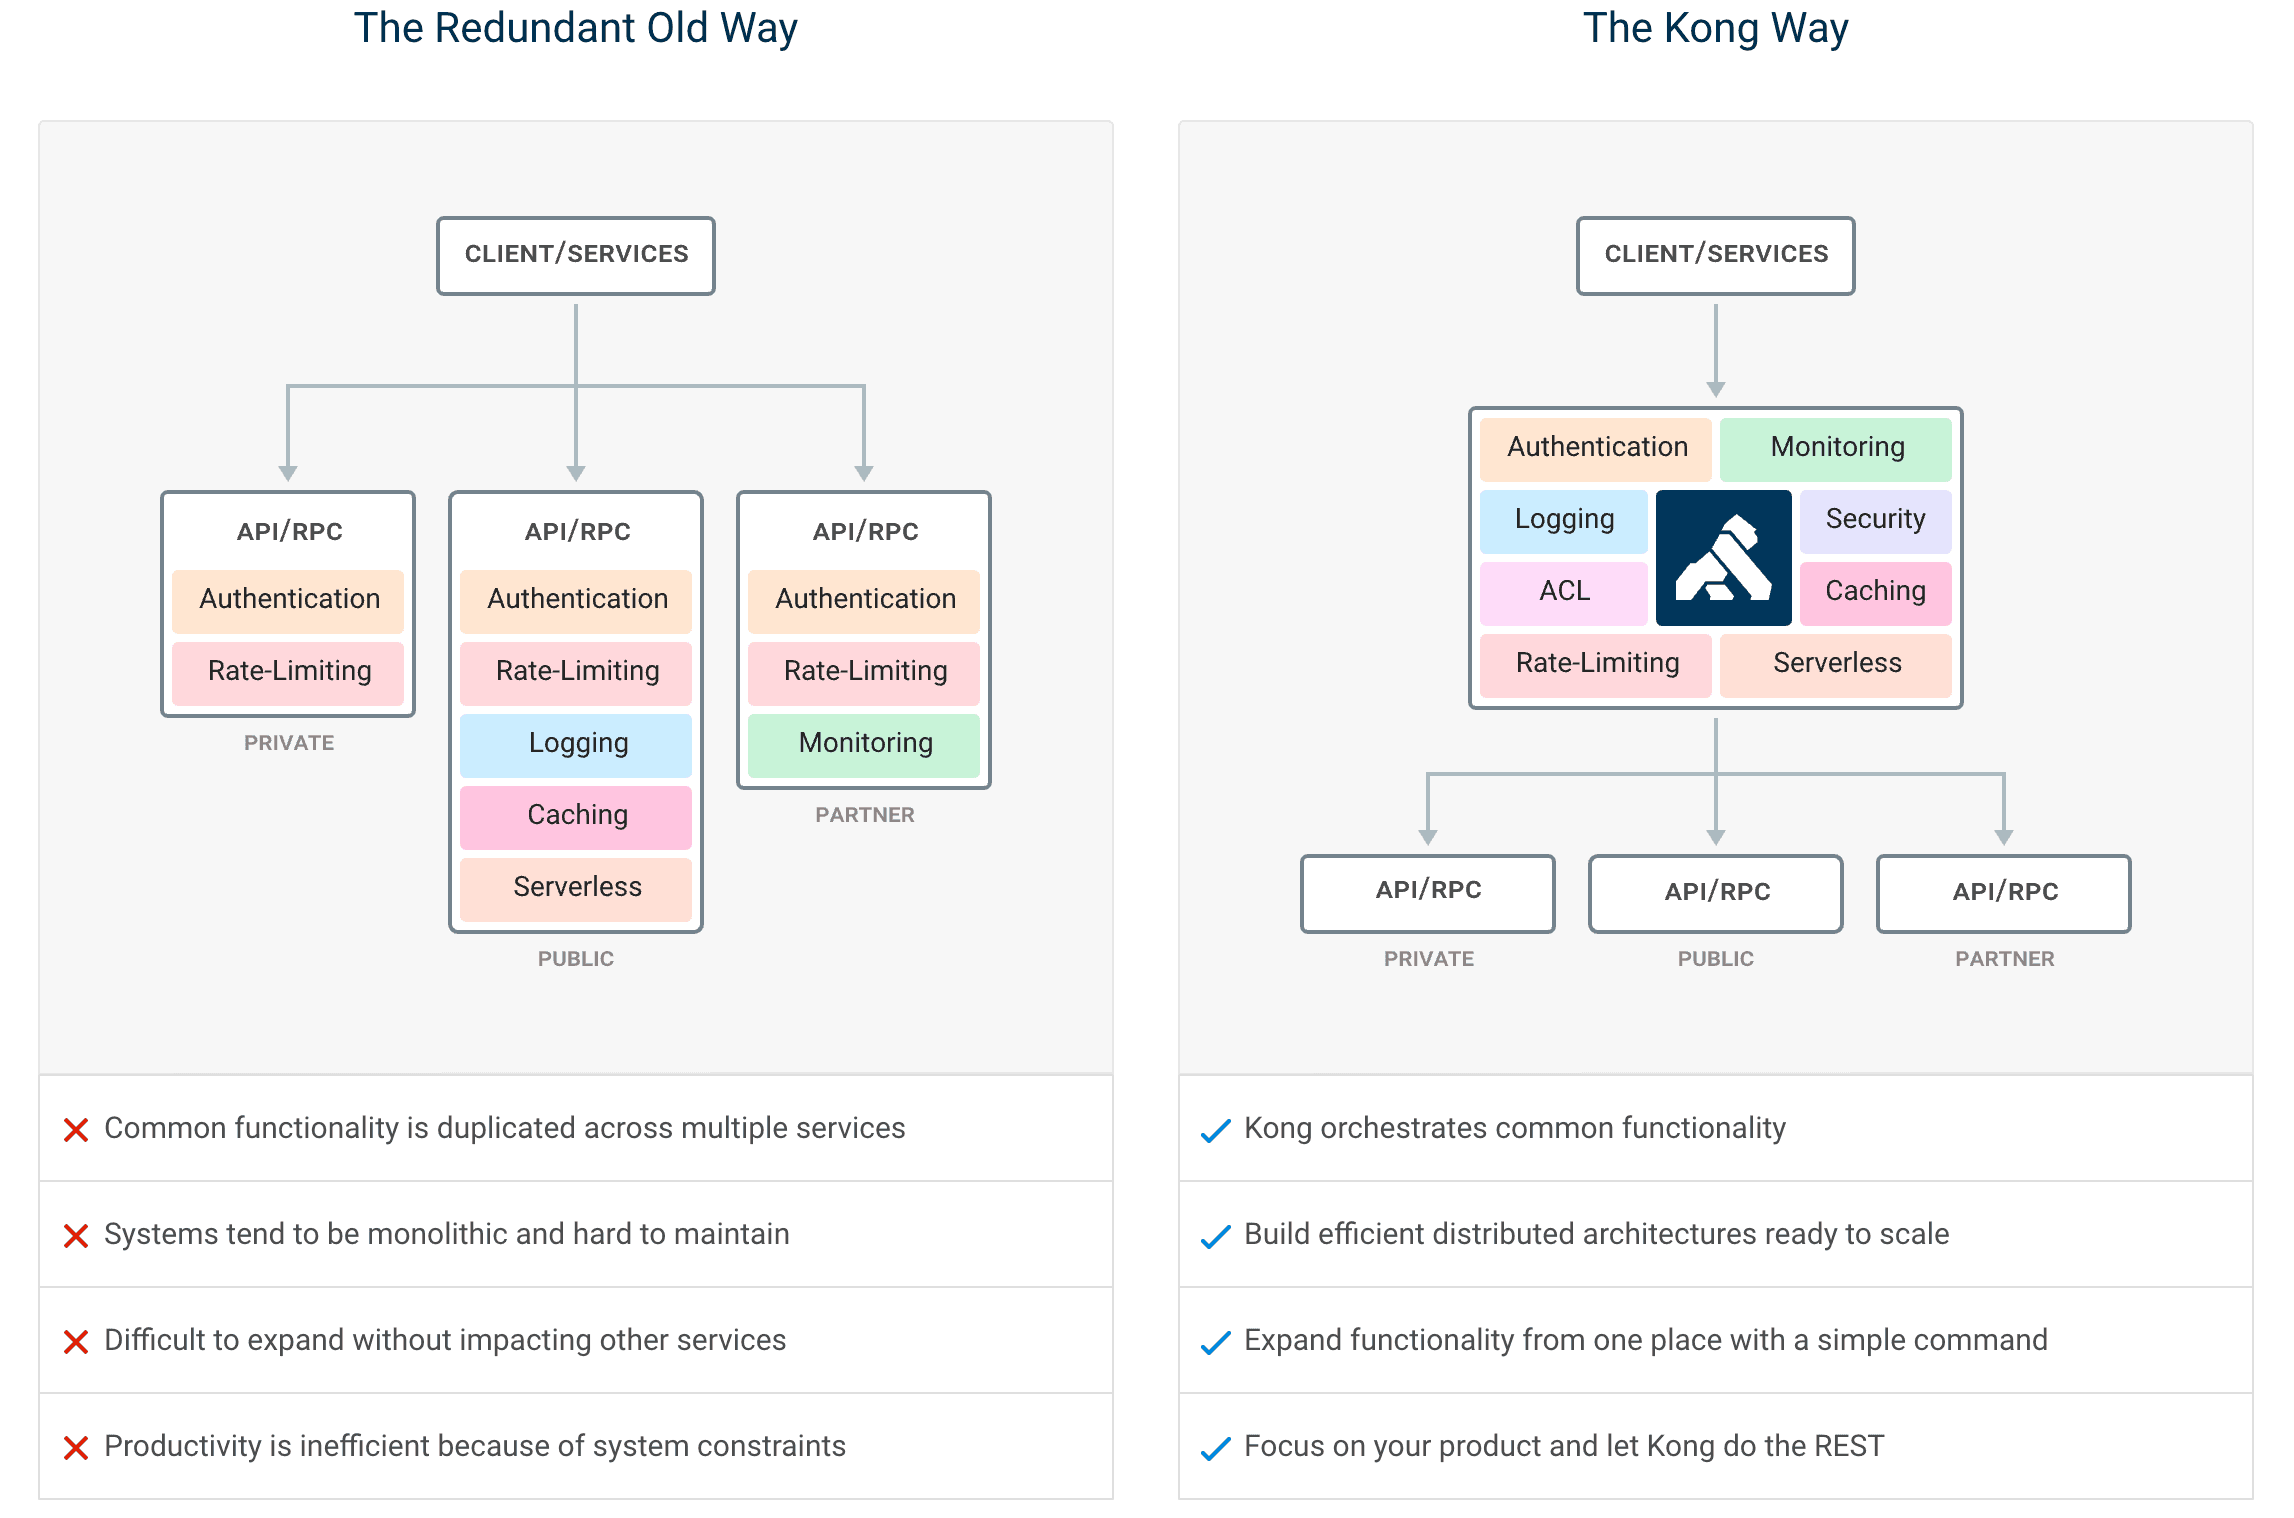 The Redundant Old Way
CLIENT/SERVICES
API/RPC
Authentication
Rate-Limiting
PRIVATE
API/RPC
Authentication
Rate-Limiting
Logging
Caching
Serverless
PUBLIC
API/RPC
Authentication
Rate-Limiting
Monitoring
PARTNER
Common functionality is duplicated across multiple services
Systems tend to be monolithic and hard to maintain
Difficult to expand without impacting other services
Productivity is inefficient because of system constraints
The Kong Way
CLIENT/SERVICES
Authentication
Monitoring
Logging
Security
ACL
Caching
Rate-Limiting
Serverless
API/RPC
PRIVATE
API/RPC
PUBLIC
API/RPC
PARTNER
Kong orchestrates common functionality
Build efficient distributed architectures ready to scale
Expand functionality from one place with a simple command
Focus on your product and let Kong do the REST